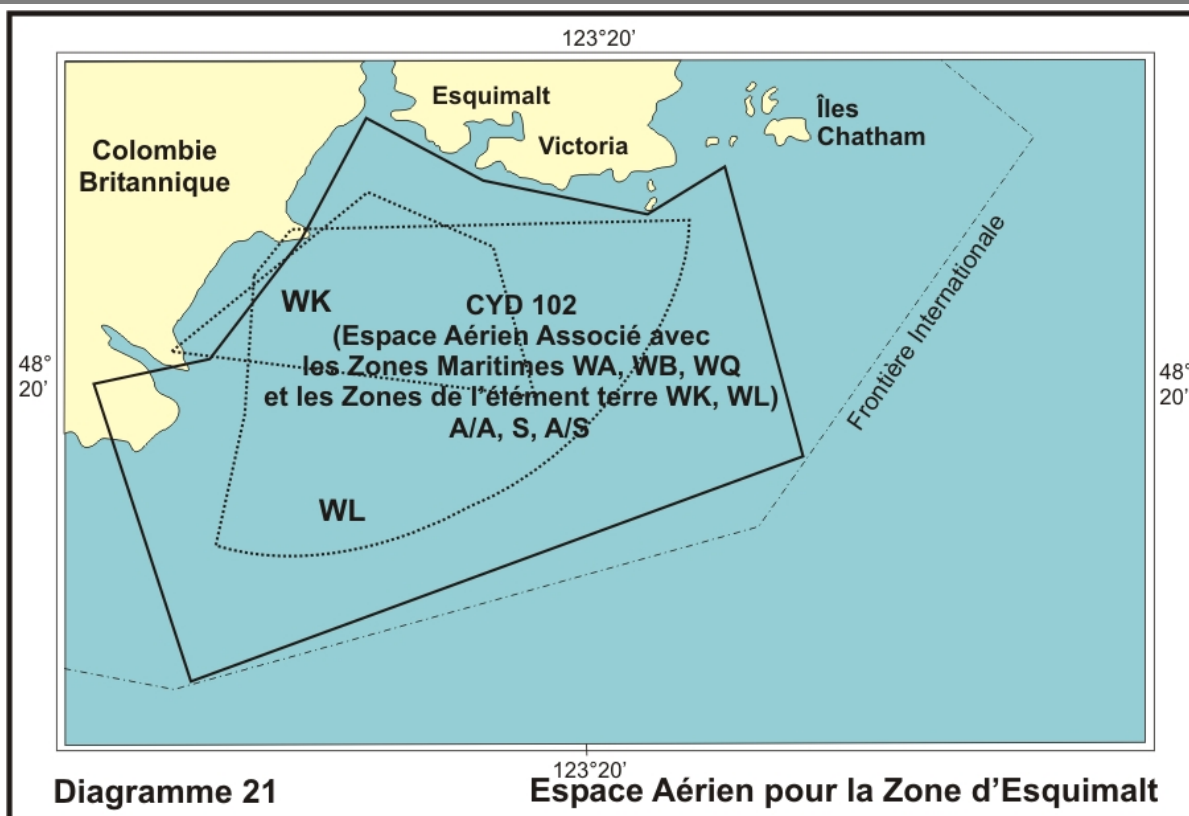 123°20'
Esquimalt
Îles
Chatham
Victoria
Colombie
Britannique
Frontière Internationale
WK
CYD 102
(Espace Aérien Associé avec
les Zones Maritimes WA, WB, WQ
et les Zones de l'élément terre WK, WL)
A/A, S, A/S
48°
20'
48°
20'
WL
123°20'
Diagramme 21
Espace Aérien pour la Zone d'Esquimalt